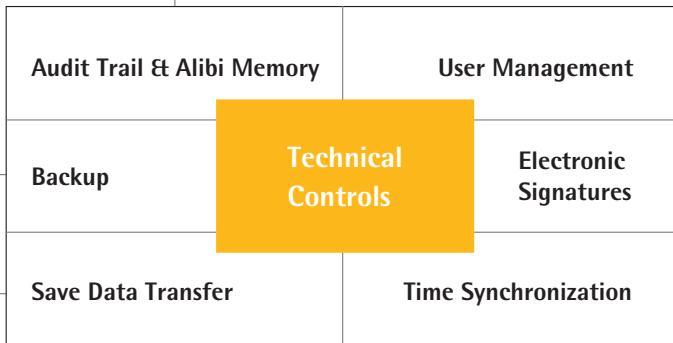 Audit Trail & Alibi Memory
User Management
Backup
Technical
Controls
Electronic
Signatures
Save Data Transfer
Time Synchronization